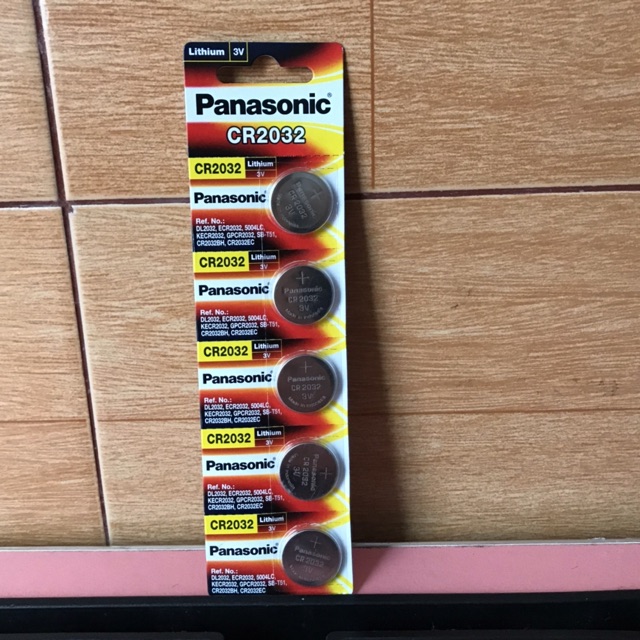 Lithium 3V
Panasonic®
CR2032
CR2032 Lithium 3V
Panasonic
Ref. No.:
DL2032, ECR2032, 5004LC,
KECR2032, GPCR2032, SB-T51,
CR2032BH, CR2032EC
CR2032
3V
CR2032 Lithium 3V
Panasonic
Ref. No.:
DL2032, ECR2032, 5004LC,
KECR2032, GPCR2032, SB-T51,
CR2032BH, CR2032EC
+
Panasonic
CR2032
3V
CR2032 Lithium 3V
Panasonic
Ref. No.:
DL2032, ECR2032, 5004LC,
KECR2032, GPCR2032, SB-T51,
CR2032BH, CR2032EC
+
Panasonic
CR2032
3V
CR2032 Lithium 3V
Panasonic
Ref. No.:
DL2032, ECR2032, 5004LC,
KECR2032, GPCR2032, SB-T51,
CR2032BH, CR2032EC
+
Panasonic
CR2032
3V
CR2032 Lithium 3V
Panasonic
Ref. No.:
DL2032, ECR2032, 5004LC,
KECR2032, GPCR2032, SB-T51,
CR2032BH, CR2032EC
+
Panasonic
CR2032
3V